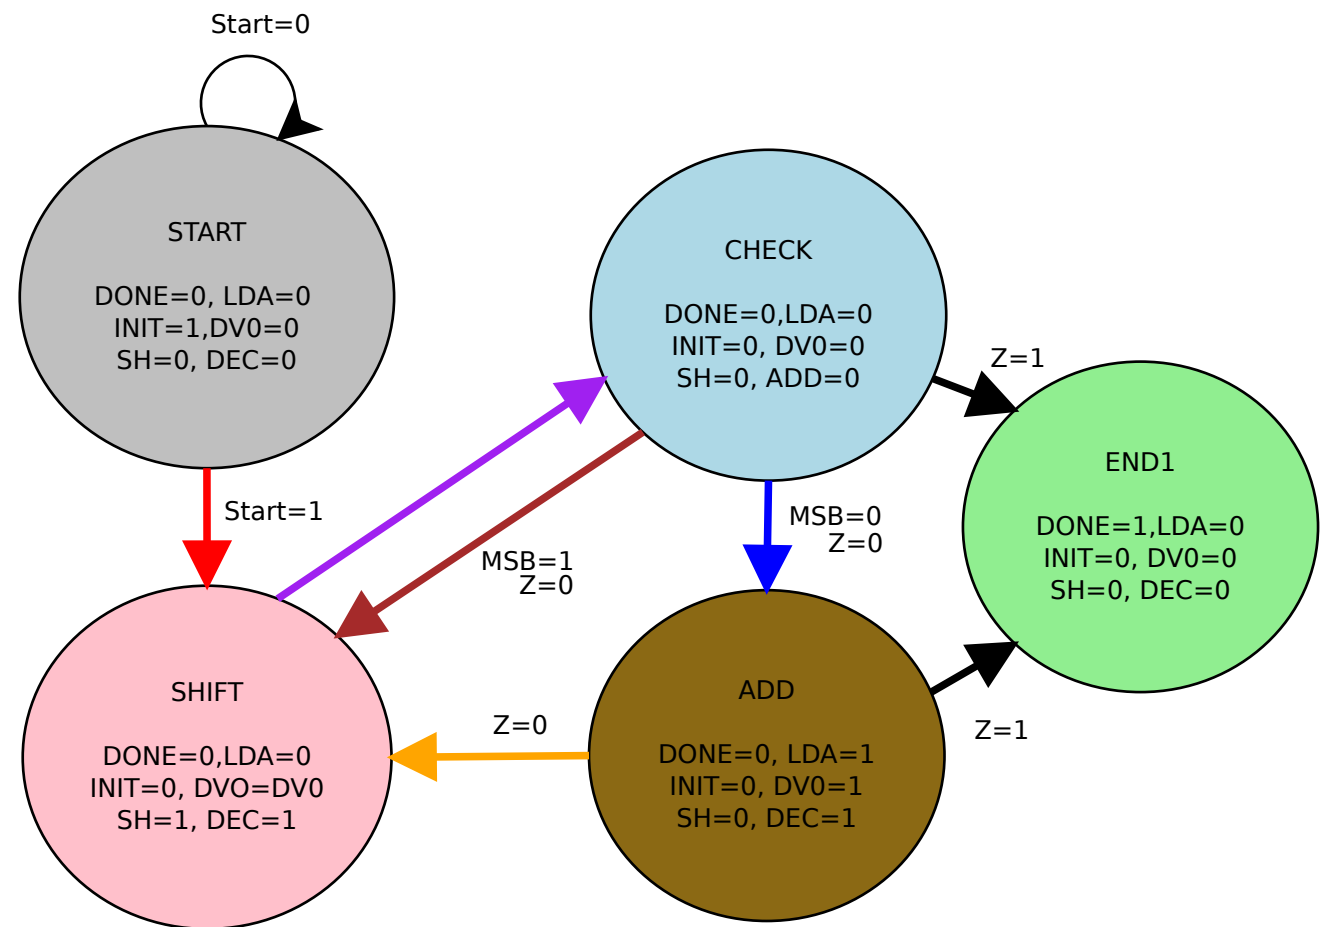 Start=0
START
DONE=0, LDA=0
INIT=1,DV0=0
SH=0, DEC=0
CHECK
DONE=0,LDA=0
INIT=0, DV0=0
SH=0, ADD=0
Z=1
END1
DONE=1,LDA=0
INIT=0, DV0=0
SH=0, DEC=0
Start=1
MSB=0
Z=0
MSB=1
Z=0
SHIFT
DONE=0,LDA=0
INIT=0, DVO=DV0
SH=1, DEC=1
Z=0
ADD
DONE=0, LDA=1
INIT=0, DV0=1
SH=0, DEC=1
Z=1